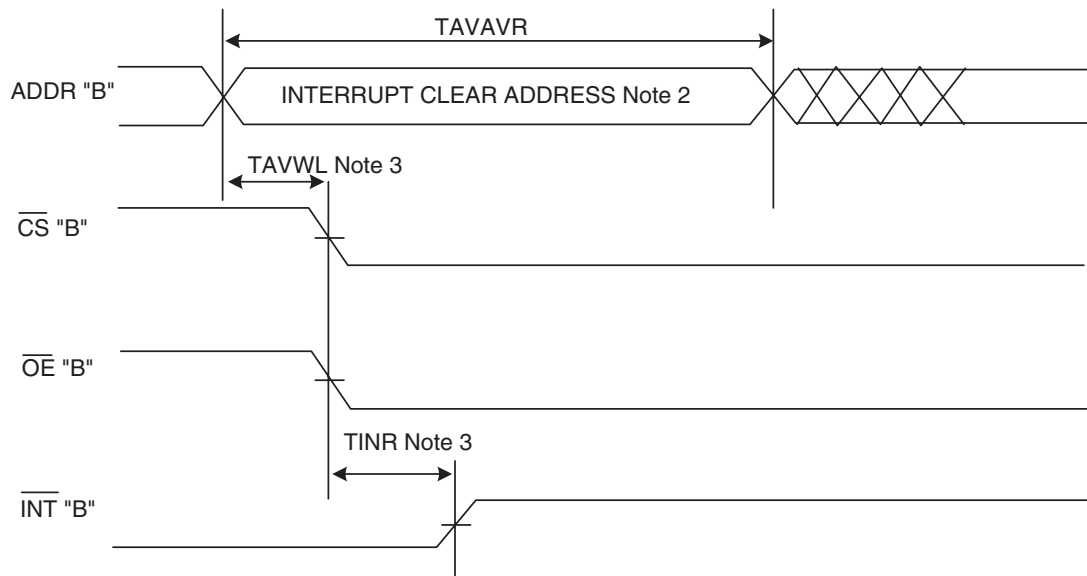 TAVAVR
ADDR "B"
INTERRUPT CLEAR ADDRESS Note 2
TAVWL Note 3
CS "B"
OE "B"
TINR Note 3
INT "B"